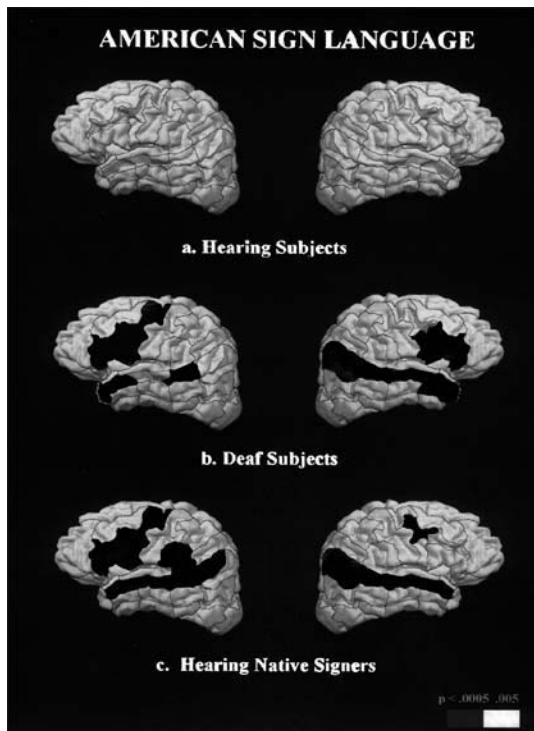 AMERICAN SIGN LANGUAGE
a. Hearing Subjects
b. Deaf Subjects
c. Hearing Native Signers
p < .0005 .005